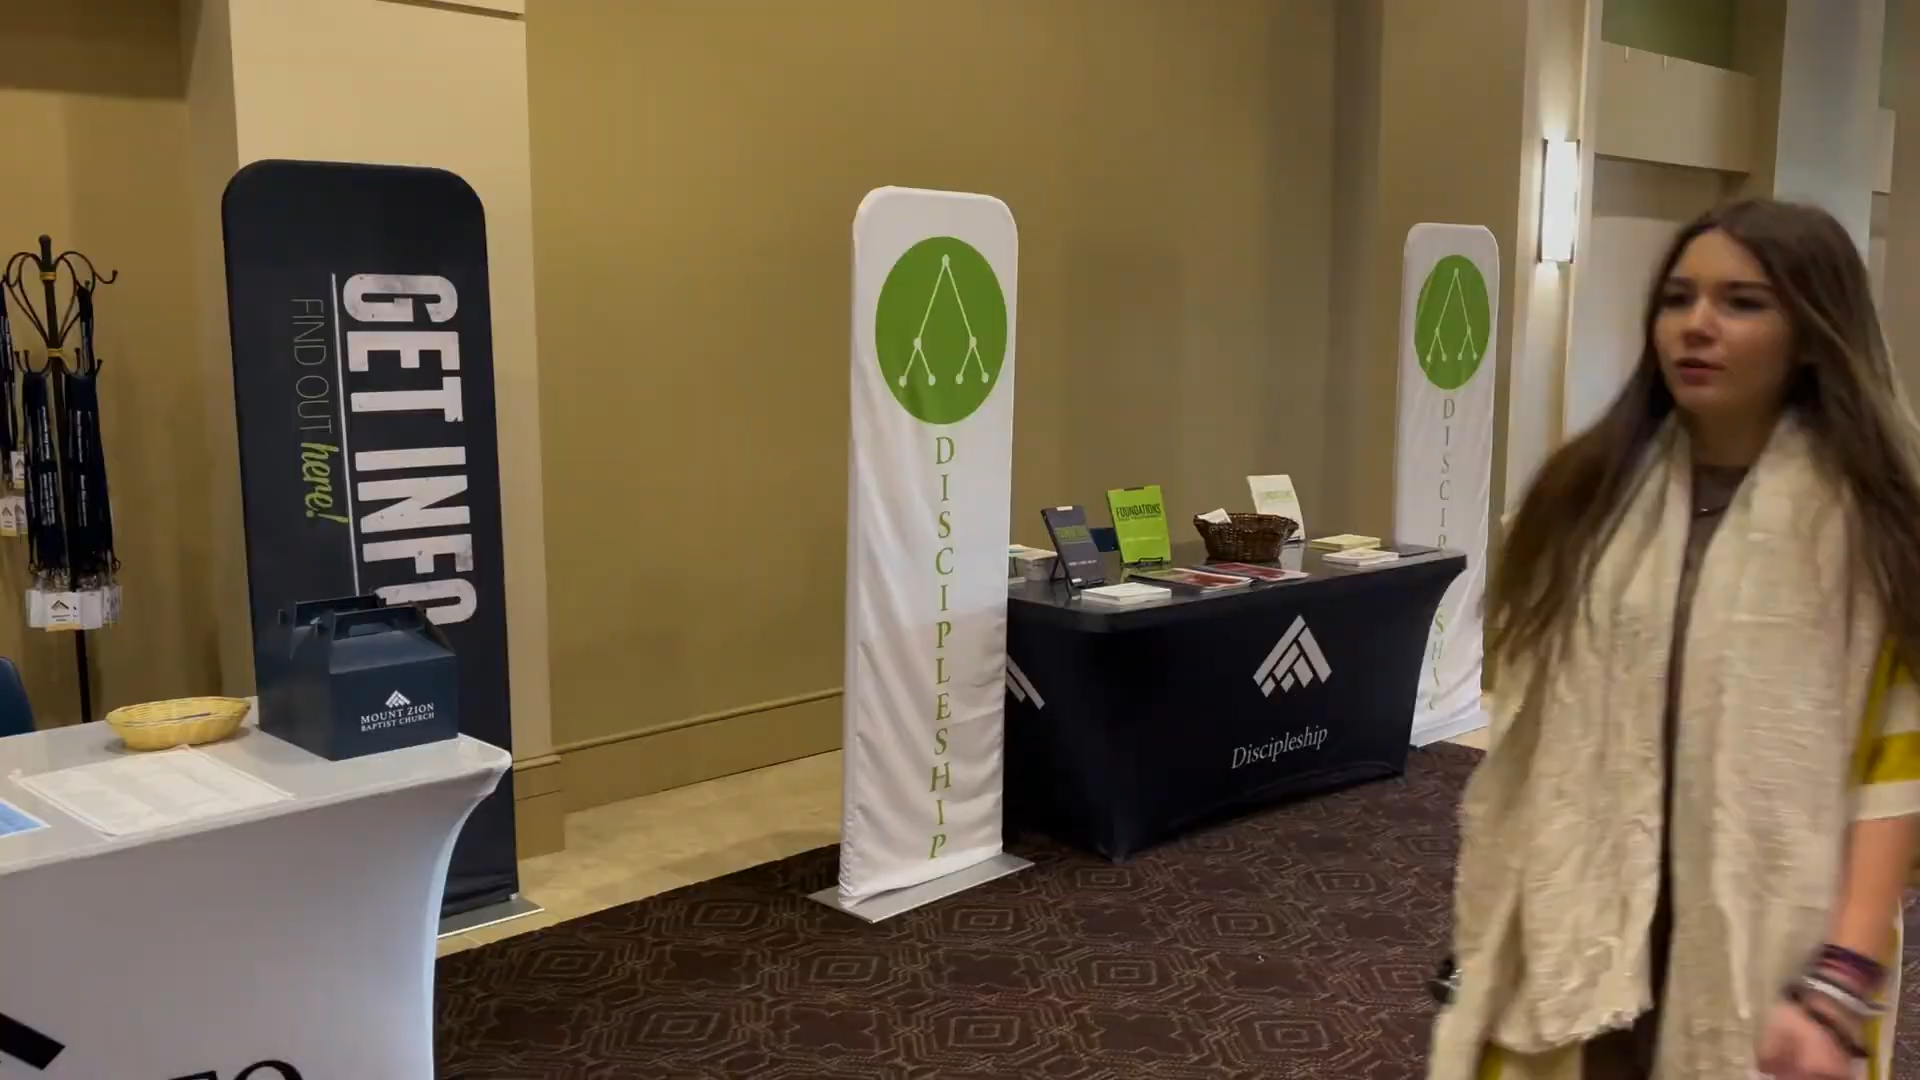 GET INFO
FIND OUT here!
MOUNT ZION
BAPTIST CHURCH
DISCIPLESHIP
FOUNDATIONS
Discipleship
DISCIPLESHIP